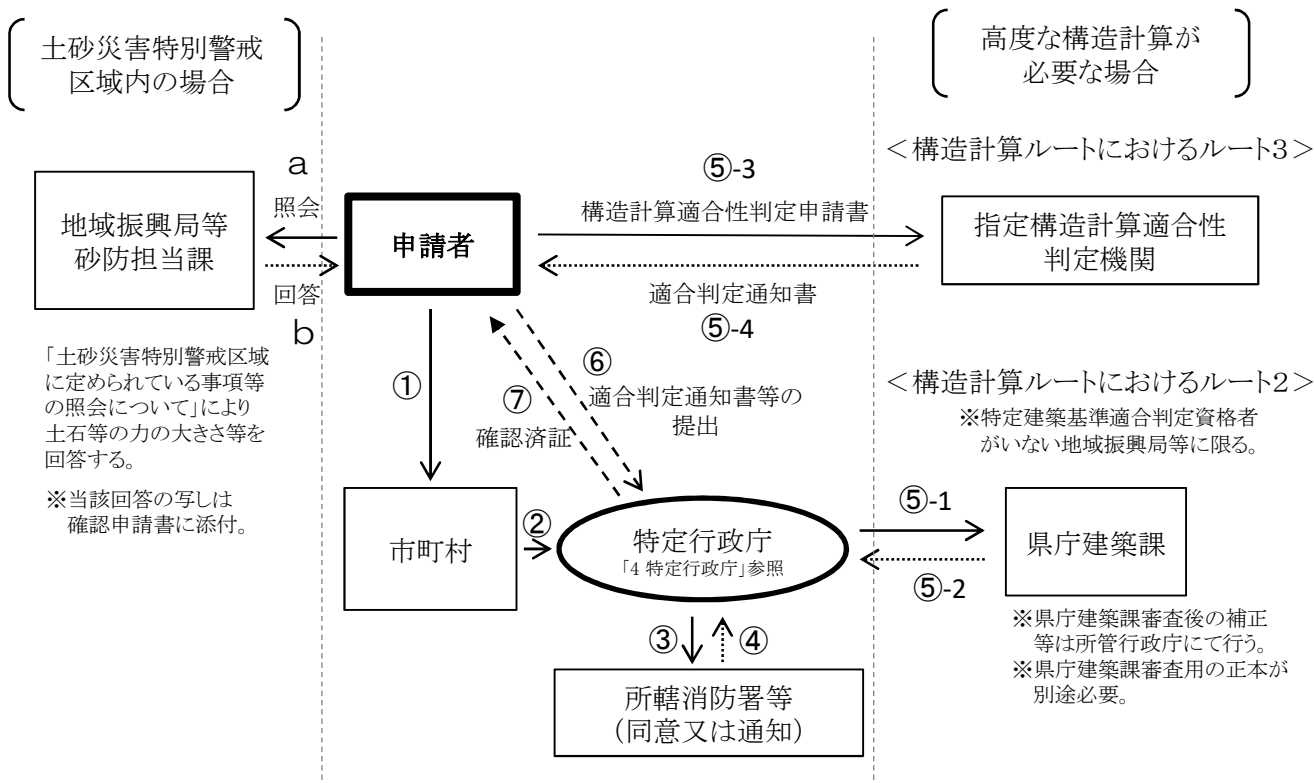 土砂災害特別警戒
区域内の場合
a
照会
地域振興局等
砂防担当課
回答
b
「土砂災害特別警戒区域
に定められている事項等
の照会について」により
土石等の力の大きさ等を
回答する。
※当該回答の写しは
確認申請書に添付。
申請者
⑤-3
構造計算適合性判定申請書
適合判定通知書
⑤-4
①
⑥
適合判定通知書等の
提出
⑦
確認済証
市町村
②
特定行政庁
「4 特定行政庁」参照
③
④
所轄消防署等
（同意又は通知）
高度な構造計算が
必要な場合
＜構造計算ルートにおけるルート3＞
指定構造計算適合性
判定機関
＜構造計算ルートにおけるルート2＞
※特定建築基準適合判定資格者
がいない地域振興局等に限る。
⑤-1
県庁建築課
⑤-2
※県庁建築課審査後の補正
等は所管行政庁にて行う。
※県庁建築課審査用の正本が
別途必要。